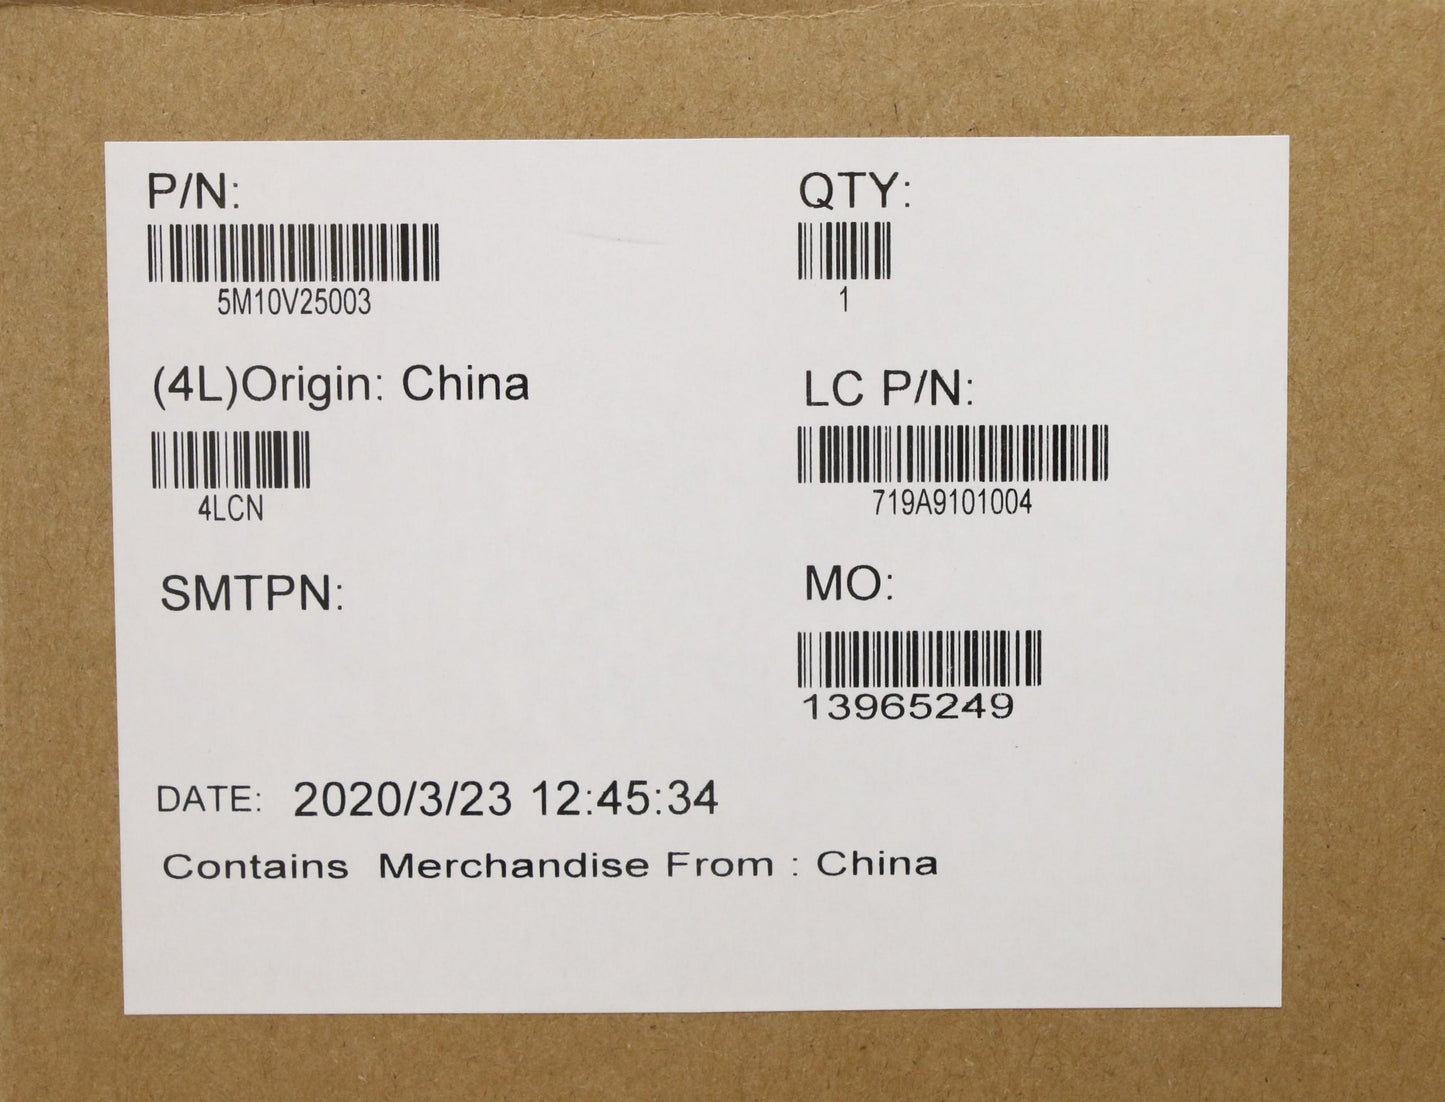 P/N:
5M10V25003
QTY:
1
(4L)Origin: China
4LCN
LC P/N:
719A9101004
SMTPN:
MO:
13965249
DATE: 2020/3/23 12:45:34
Contains Merchandise From : China